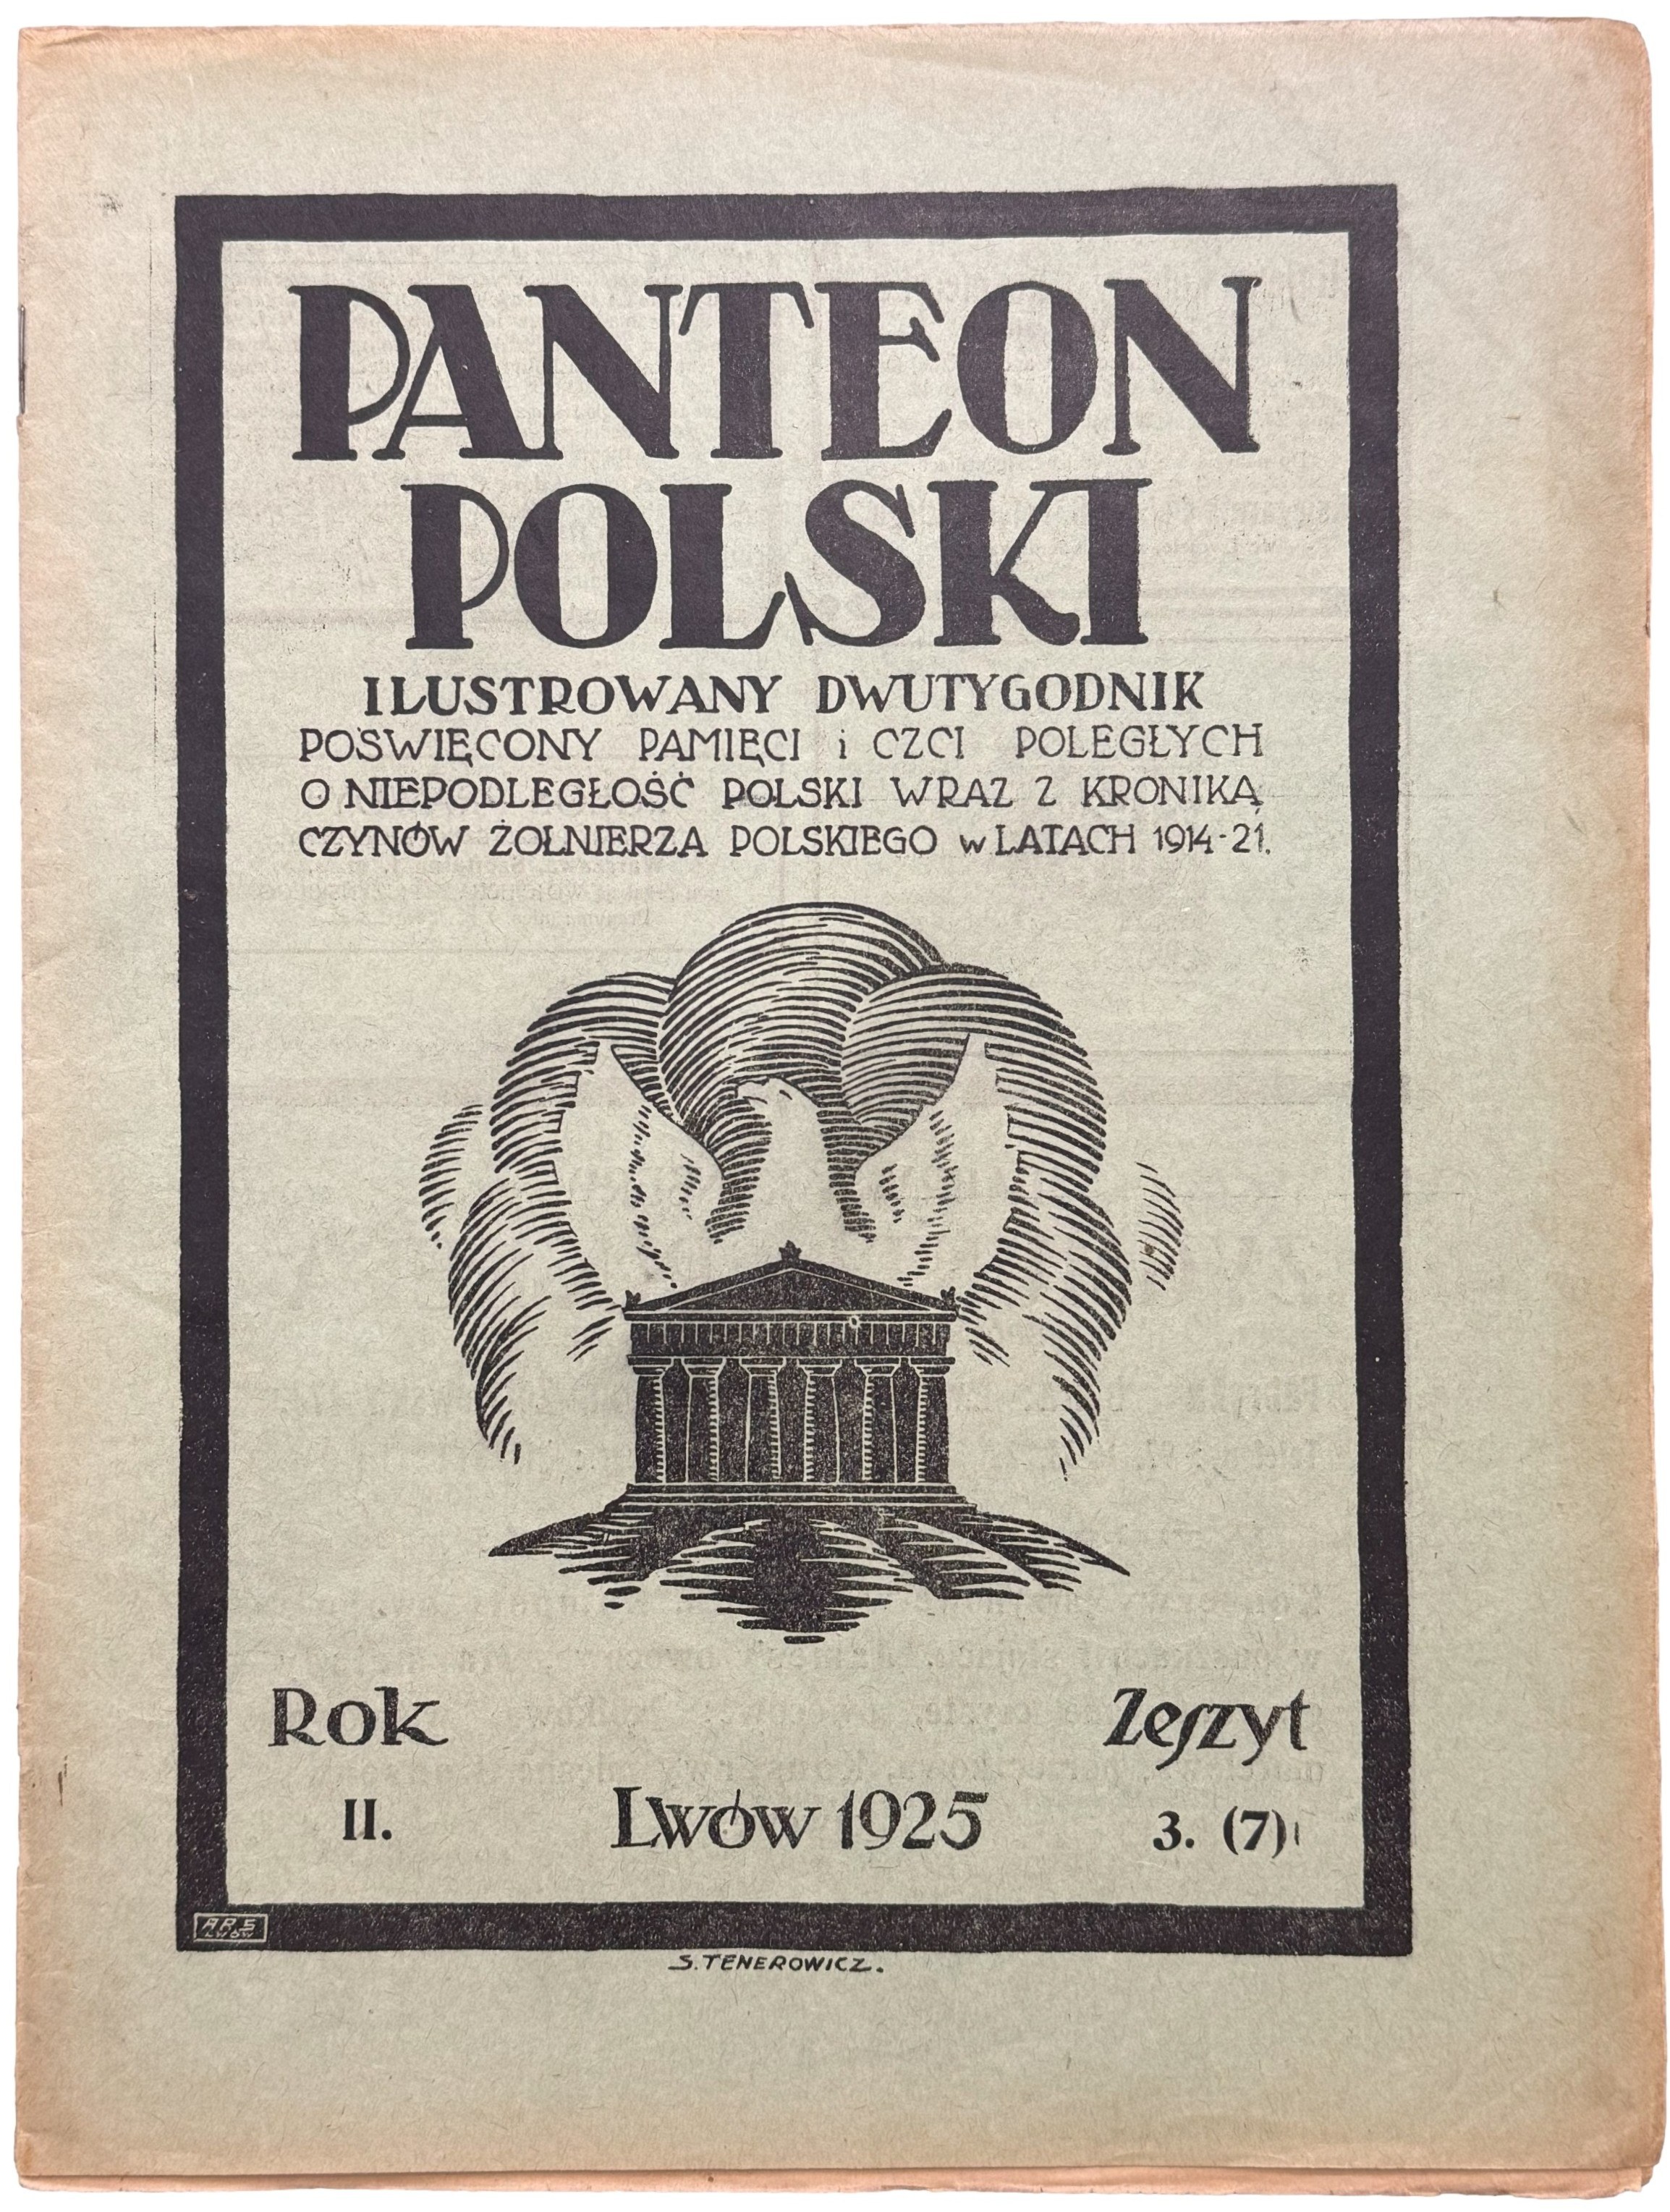 PANTEON
POLSKI
ILUSTROWANY DWUTYGODNIK
POŚWIĘCONY PAMIĘCI i CZCI POLEGŁYCH
O NIEPODLEGŁOŚĆ POLSKI WRAZ Z KRONIKĄ
CZYNÓW ŻOŁNIERZA POLSKIEGO w LATACH 1914-21.
Rok
II.
Lwów 1925
Zeszyt
3. (7)
ARS
LWÓW
S. TENEROWICZ.